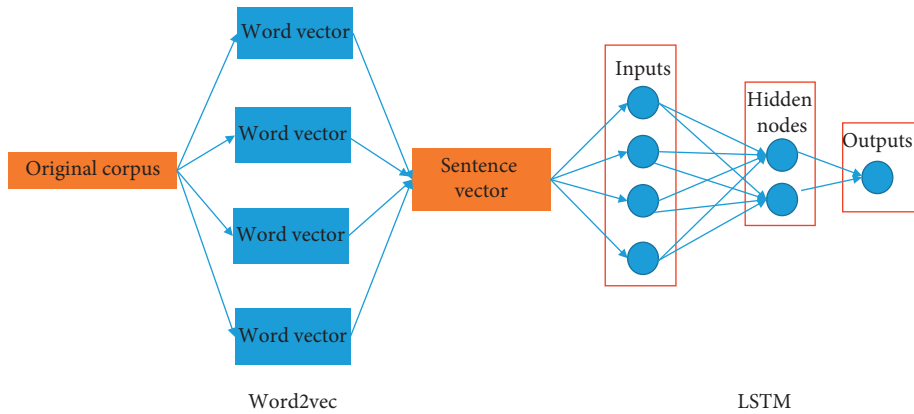 Original corpus
Word vector
Word vector
Word vector
Word vector
Sentence
vector
Inputs
Hidden
nodes
Outputs
Word2vec
LSTM